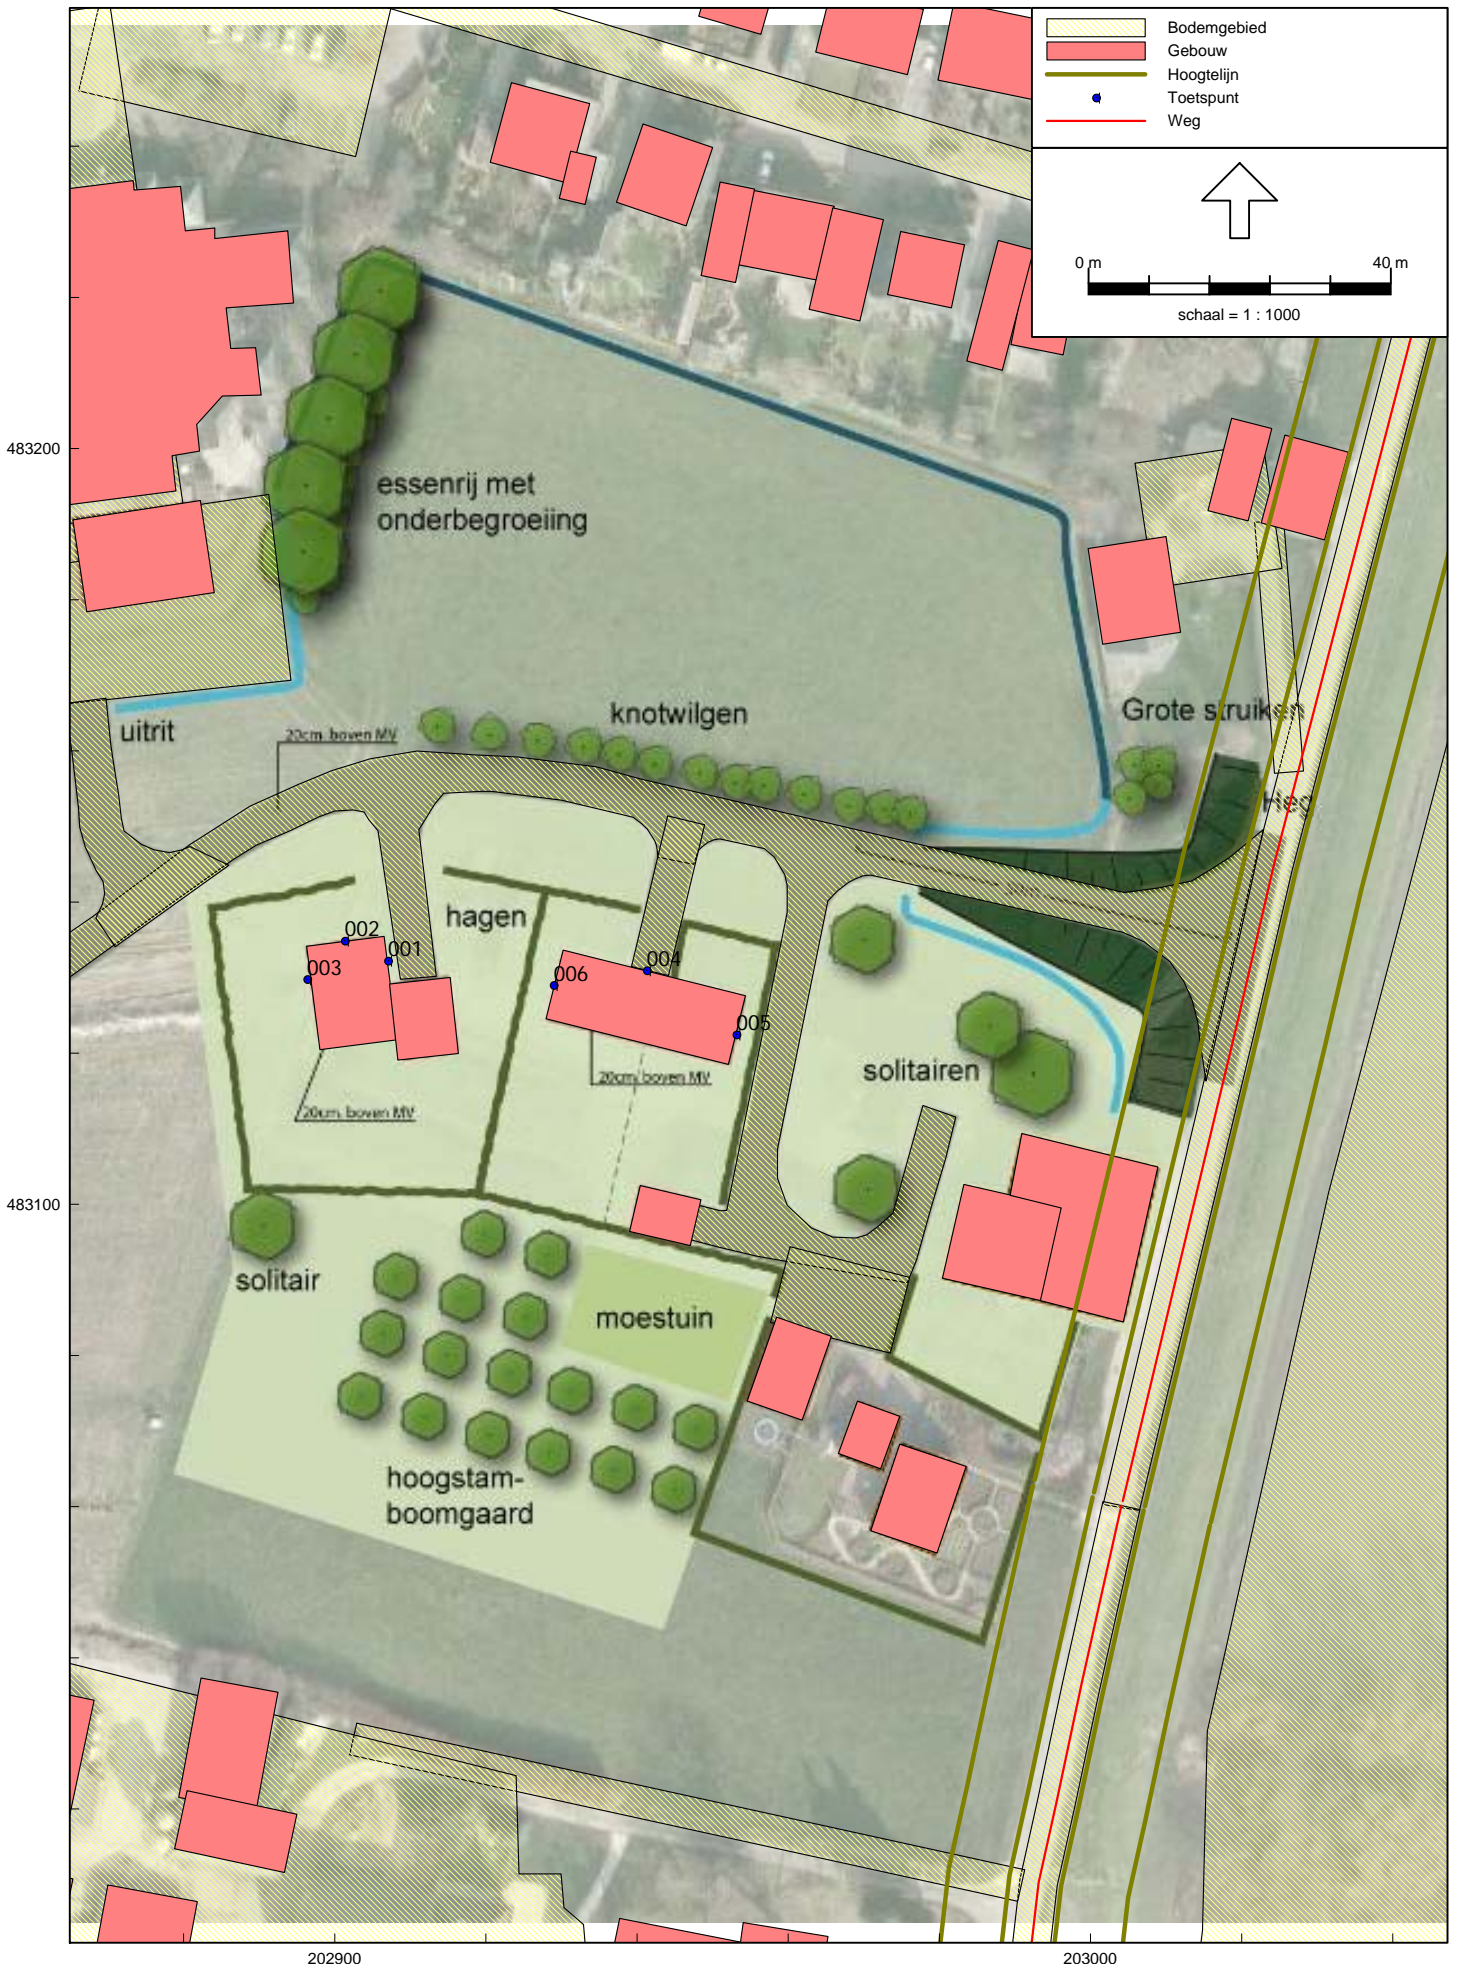 Bodemgebied
Gebouw
Hoogtelijn
Toetspunt
Weg
0 m
40 m
schaal = 1 : 1000
483200
essenrij met
onderbegroeiing
knotwilgen
Grote struiken
uitrit
20cm. boven MV
Heg
hagen
002
001
003
004
006
005
solitairen
20cm. boven MV
20cm. boven MV
483100
solitair
moestuin
hoogstam-
boomgaard
202900
203000